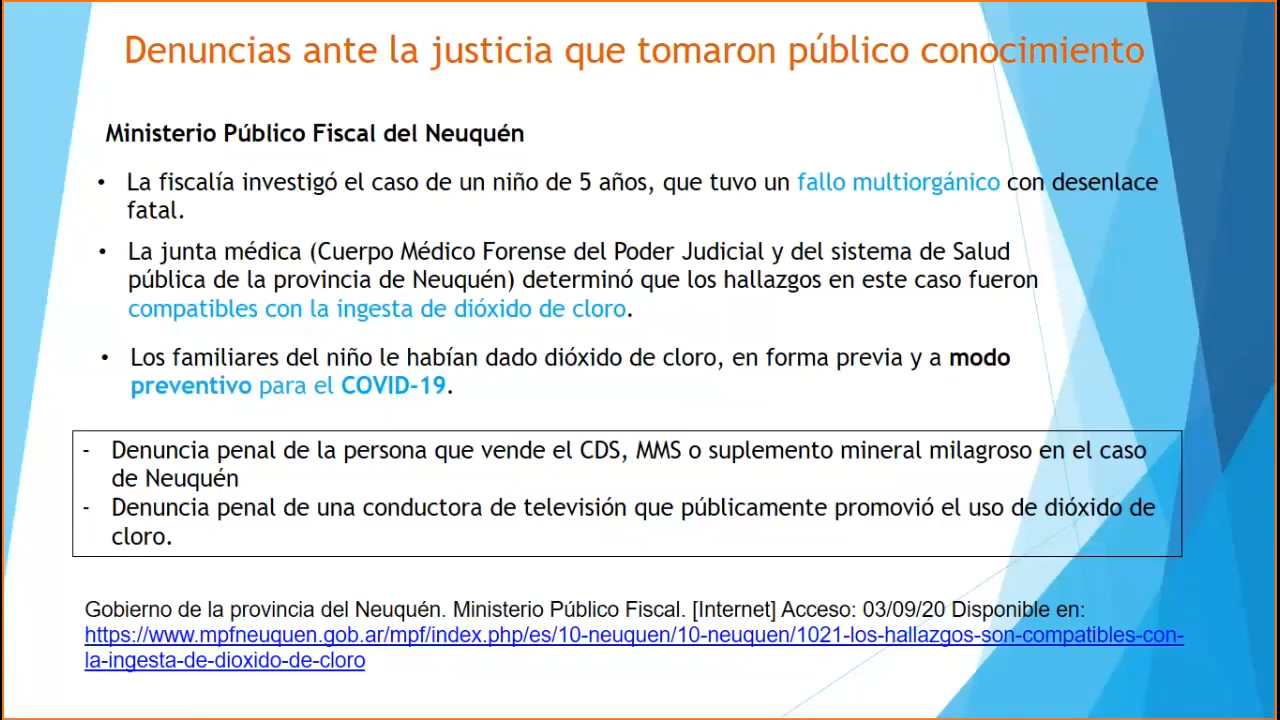 Denuncias ante la justicia que tomaron público conocimiento
Ministerio Público Fiscal del Neuquén
• La fiscalía investigó el caso de un niño de 5 años, que tuvo un fallo multiorgánico con desenlace
fatal.
• La junta médica (Cuerpo Médico Forense del Poder Judicial y del sistema de Salud
pública de la provincia de Neuquén) determinó que los hallazgos en este caso fueron
compatibles con la ingesta de dióxido de cloro.
• Los familiares del niño le habían dado dióxido de cloro, en forma previa y a modo
preventivo para el COVID-19.
- Denuncia penal de la persona que vende el CDS, MMS o suplemento mineral milagroso en el caso
de Neuquén
- Denuncia penal de una conductora de televisión que públicamente promovió el uso de dióxido de
cloro.
Gobierno de la provincia del Neuquén. Ministerio Público Fiscal. [Internet] Acceso: 03/09/20 Disponible en:
https://www.mpfneuquen.gob.ar/mpf/index.php/es/10-neuquen/10-neuquen/1021-los-hallazgos-son-compatibles-con-
la-ingesta-de-dioxido-de-cloro